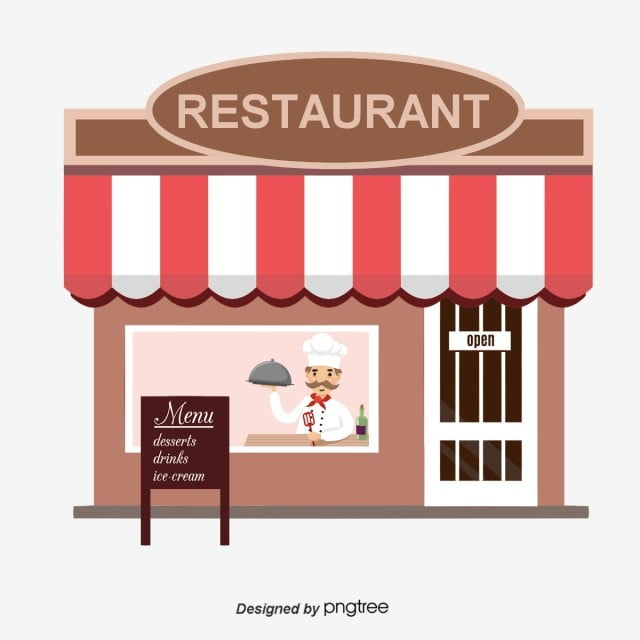 RESTAURANT
open
Menu
desserts
drinks
ice-cream
Designed by pngtree